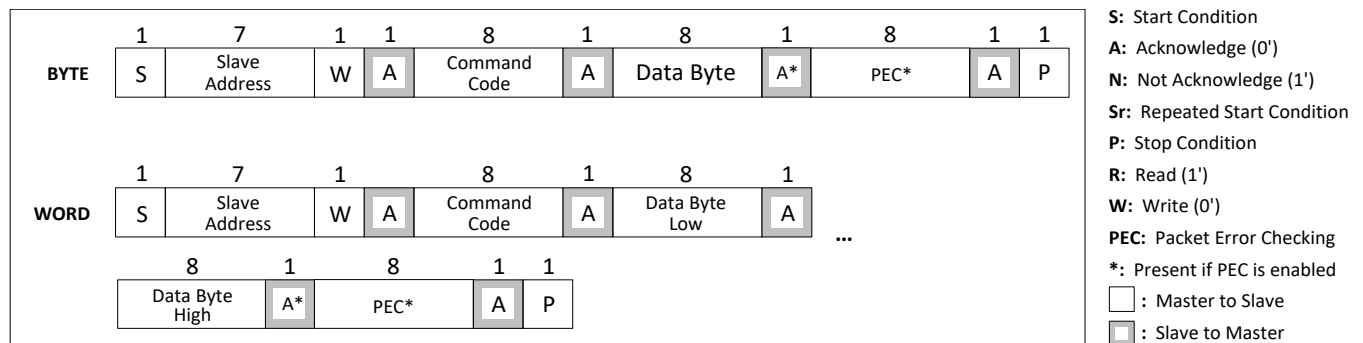 1 7 1 1 8 1 8 1 8 1 1
BYTE S Slave Address W A Command Code A Data Byte A* PEC* A P
1 7 1 8 1 8 1
WORD S Slave Address W A Command Code A Data Byte Low A ...
8 1 8 1 1
Data Byte High A* PEC* A P
S: Start Condition
A: Acknowledge (0')
N: Not Acknowledge (1')
Sr: Repeated Start Condition
P: Stop Condition
R: Read (1')
W: Write (0')
PEC: Packet Error Checking
*: Present if PEC is enabled
: Master to Slave
: Slave to Master